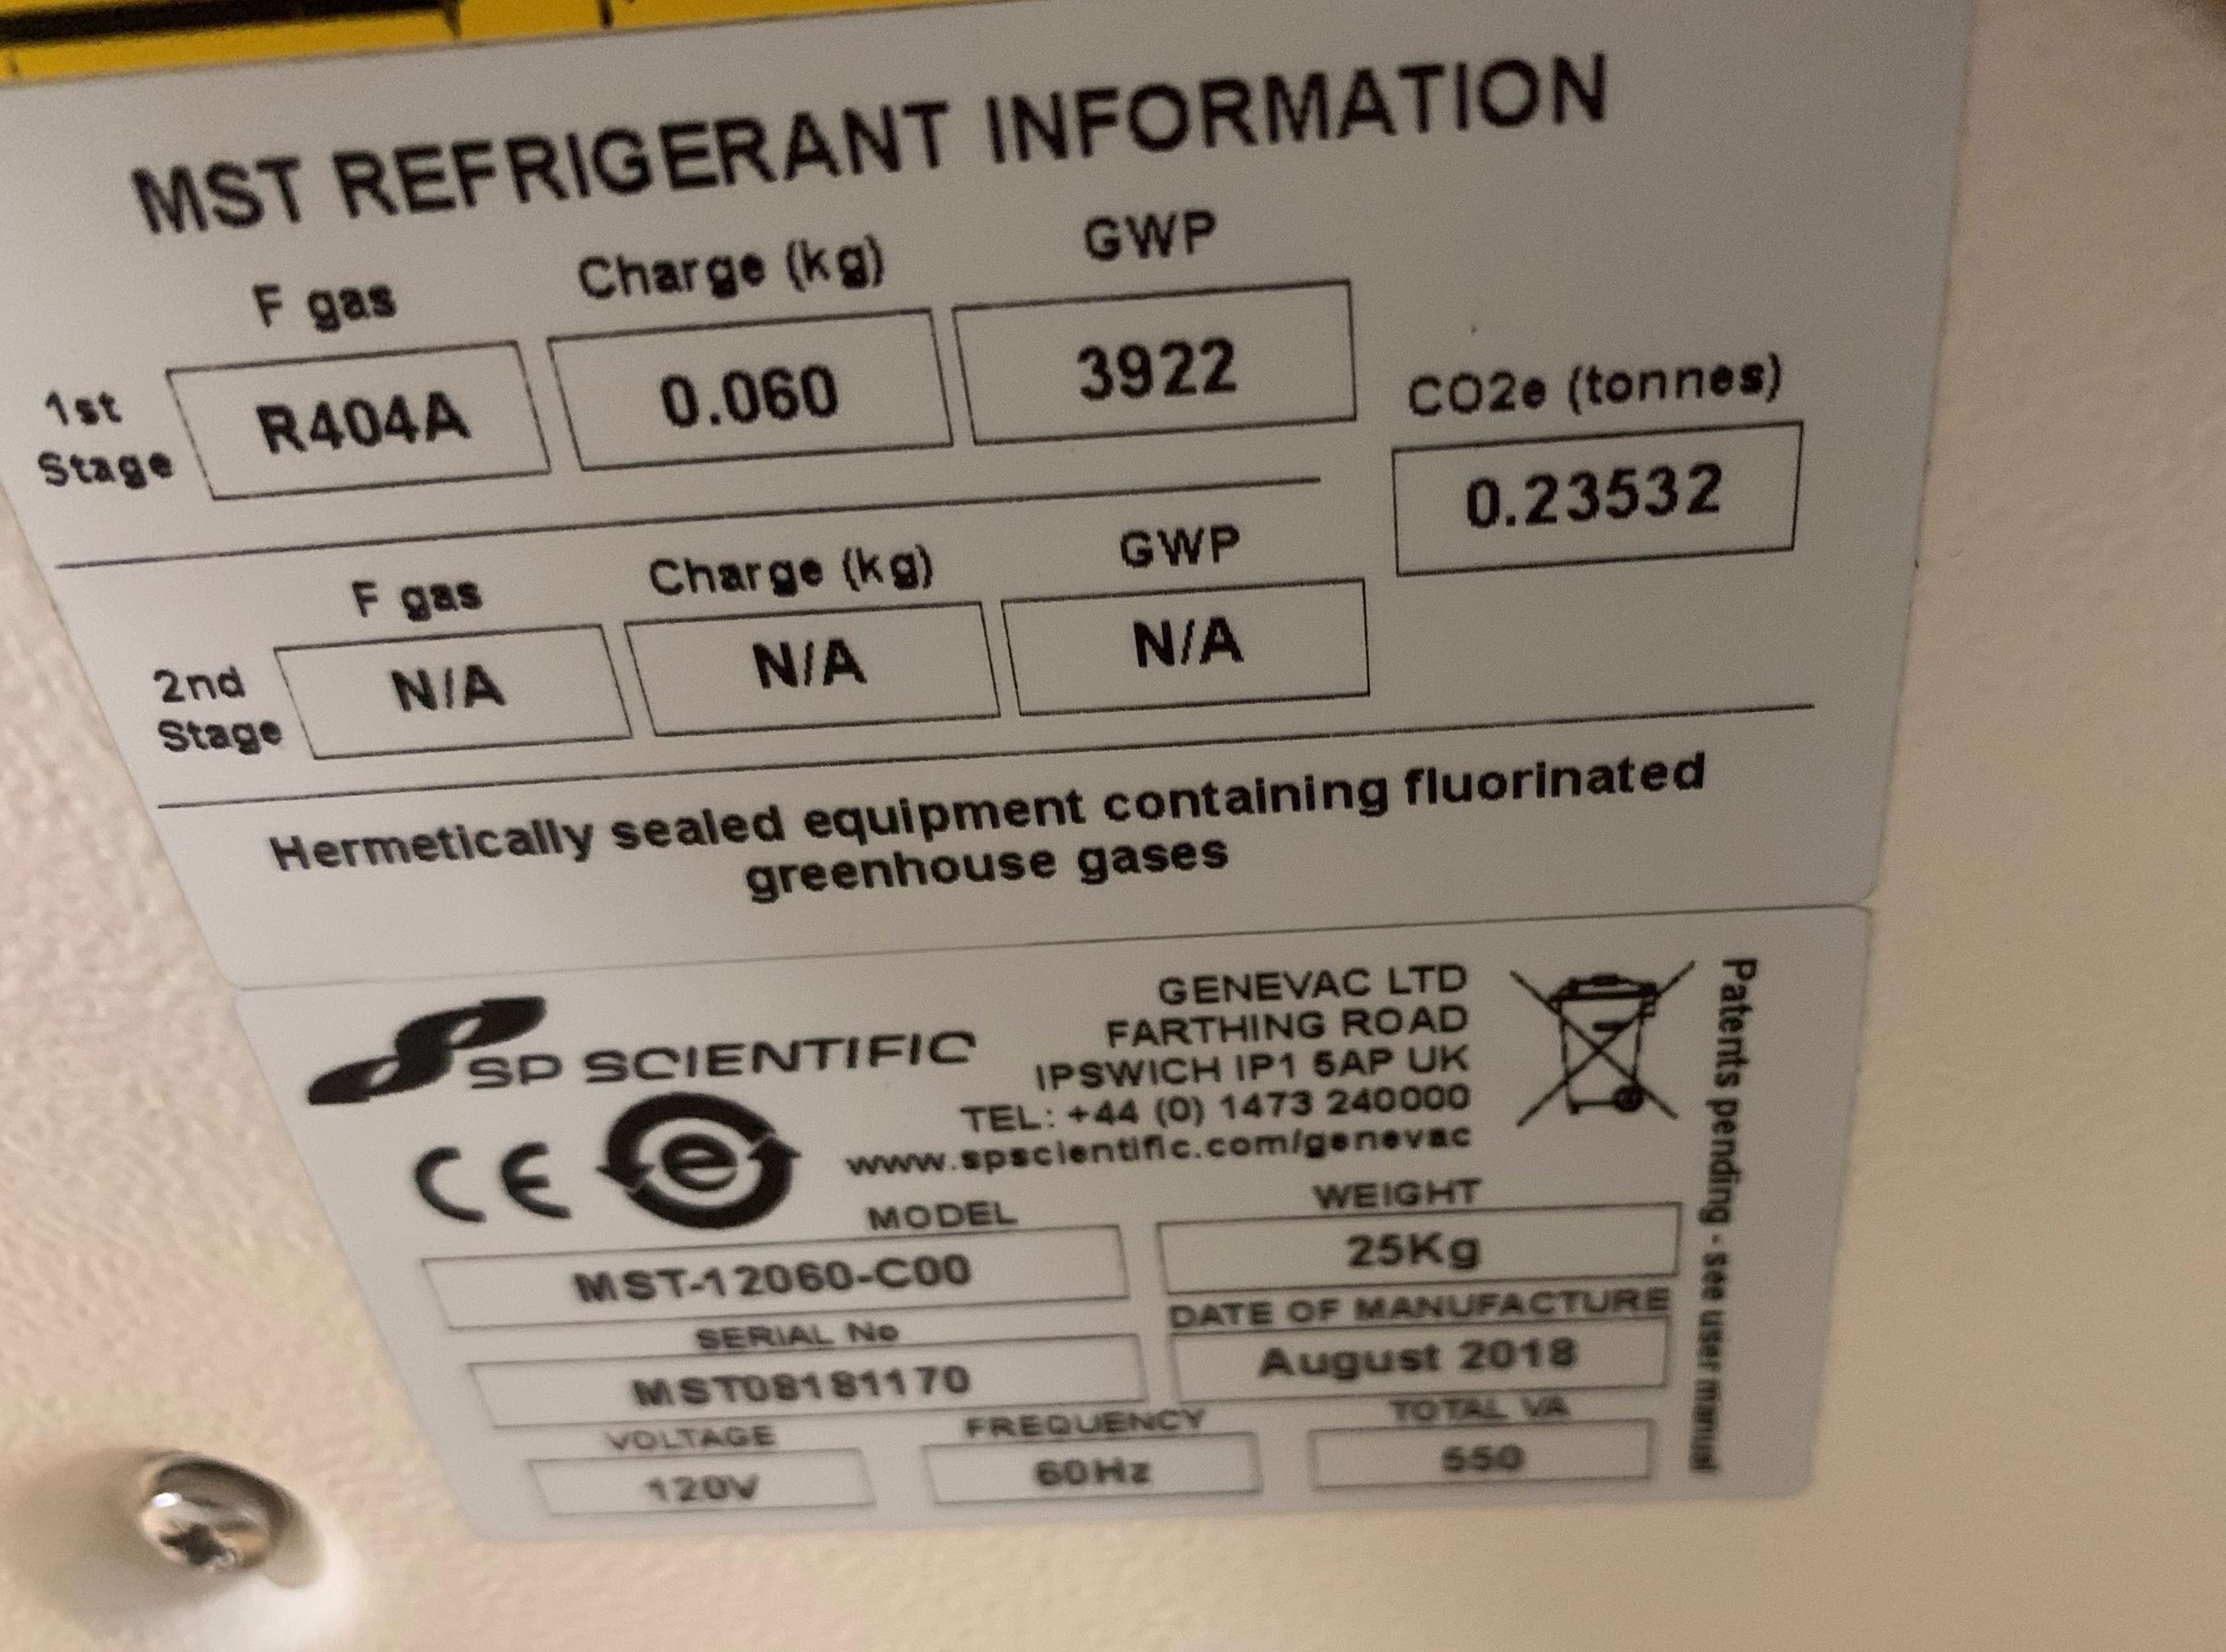 MST REFRIGERANT INFORMATION
F gas Charge (kg) GWP
1st Stage R404A 0.060 3922
CO2e (tonnes)
0.23532
F gas Charge (kg) GWP
2nd Stage N/A N/A N/A
Hermetically sealed equipment containing fluorinated
greenhouse gases
SP SCIENTIFIC
GENEVAC LTD
FARTHING ROAD
IPSWICH IP1 5AP UK
TEL: +44 (0) 1473 240000
www.spscientific.com/genevac
CE
e
MODEL WEIGHT
MST-12060-C00 25Kg
SERIAL No DATE OF MANUFACTURE
MST08181170 August 2018
VOLTAGE FREQUENCY TOTAL VA
120V 60Hz 550
Patents pending - see user manual